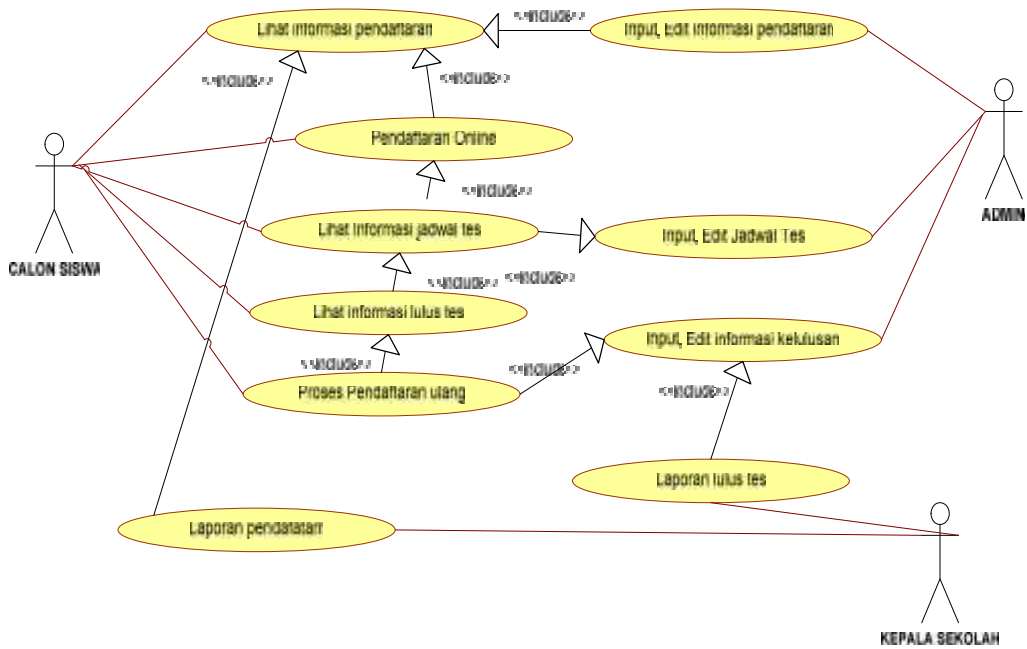 Lihat Informasi pendaftaran
<<include>>
Input, Edit Informasi pendaftaran
<<include>>
<<include>>
Pendaftaran Online
<<include>>
CALON SISWA
ADMIN
Lihat Informasi jadwal tes
Input, Edit Jadwal Tes
<<include>>
<<include>>
Lihat informasi lulus tes
Input, Edit informasi kelulusan
<<include>>
<<include>>
Proses Pendaftaran ulang
<<include>>
Laporan lulus tes
Laporan pendafatarn
KEPALA SEKOLAH